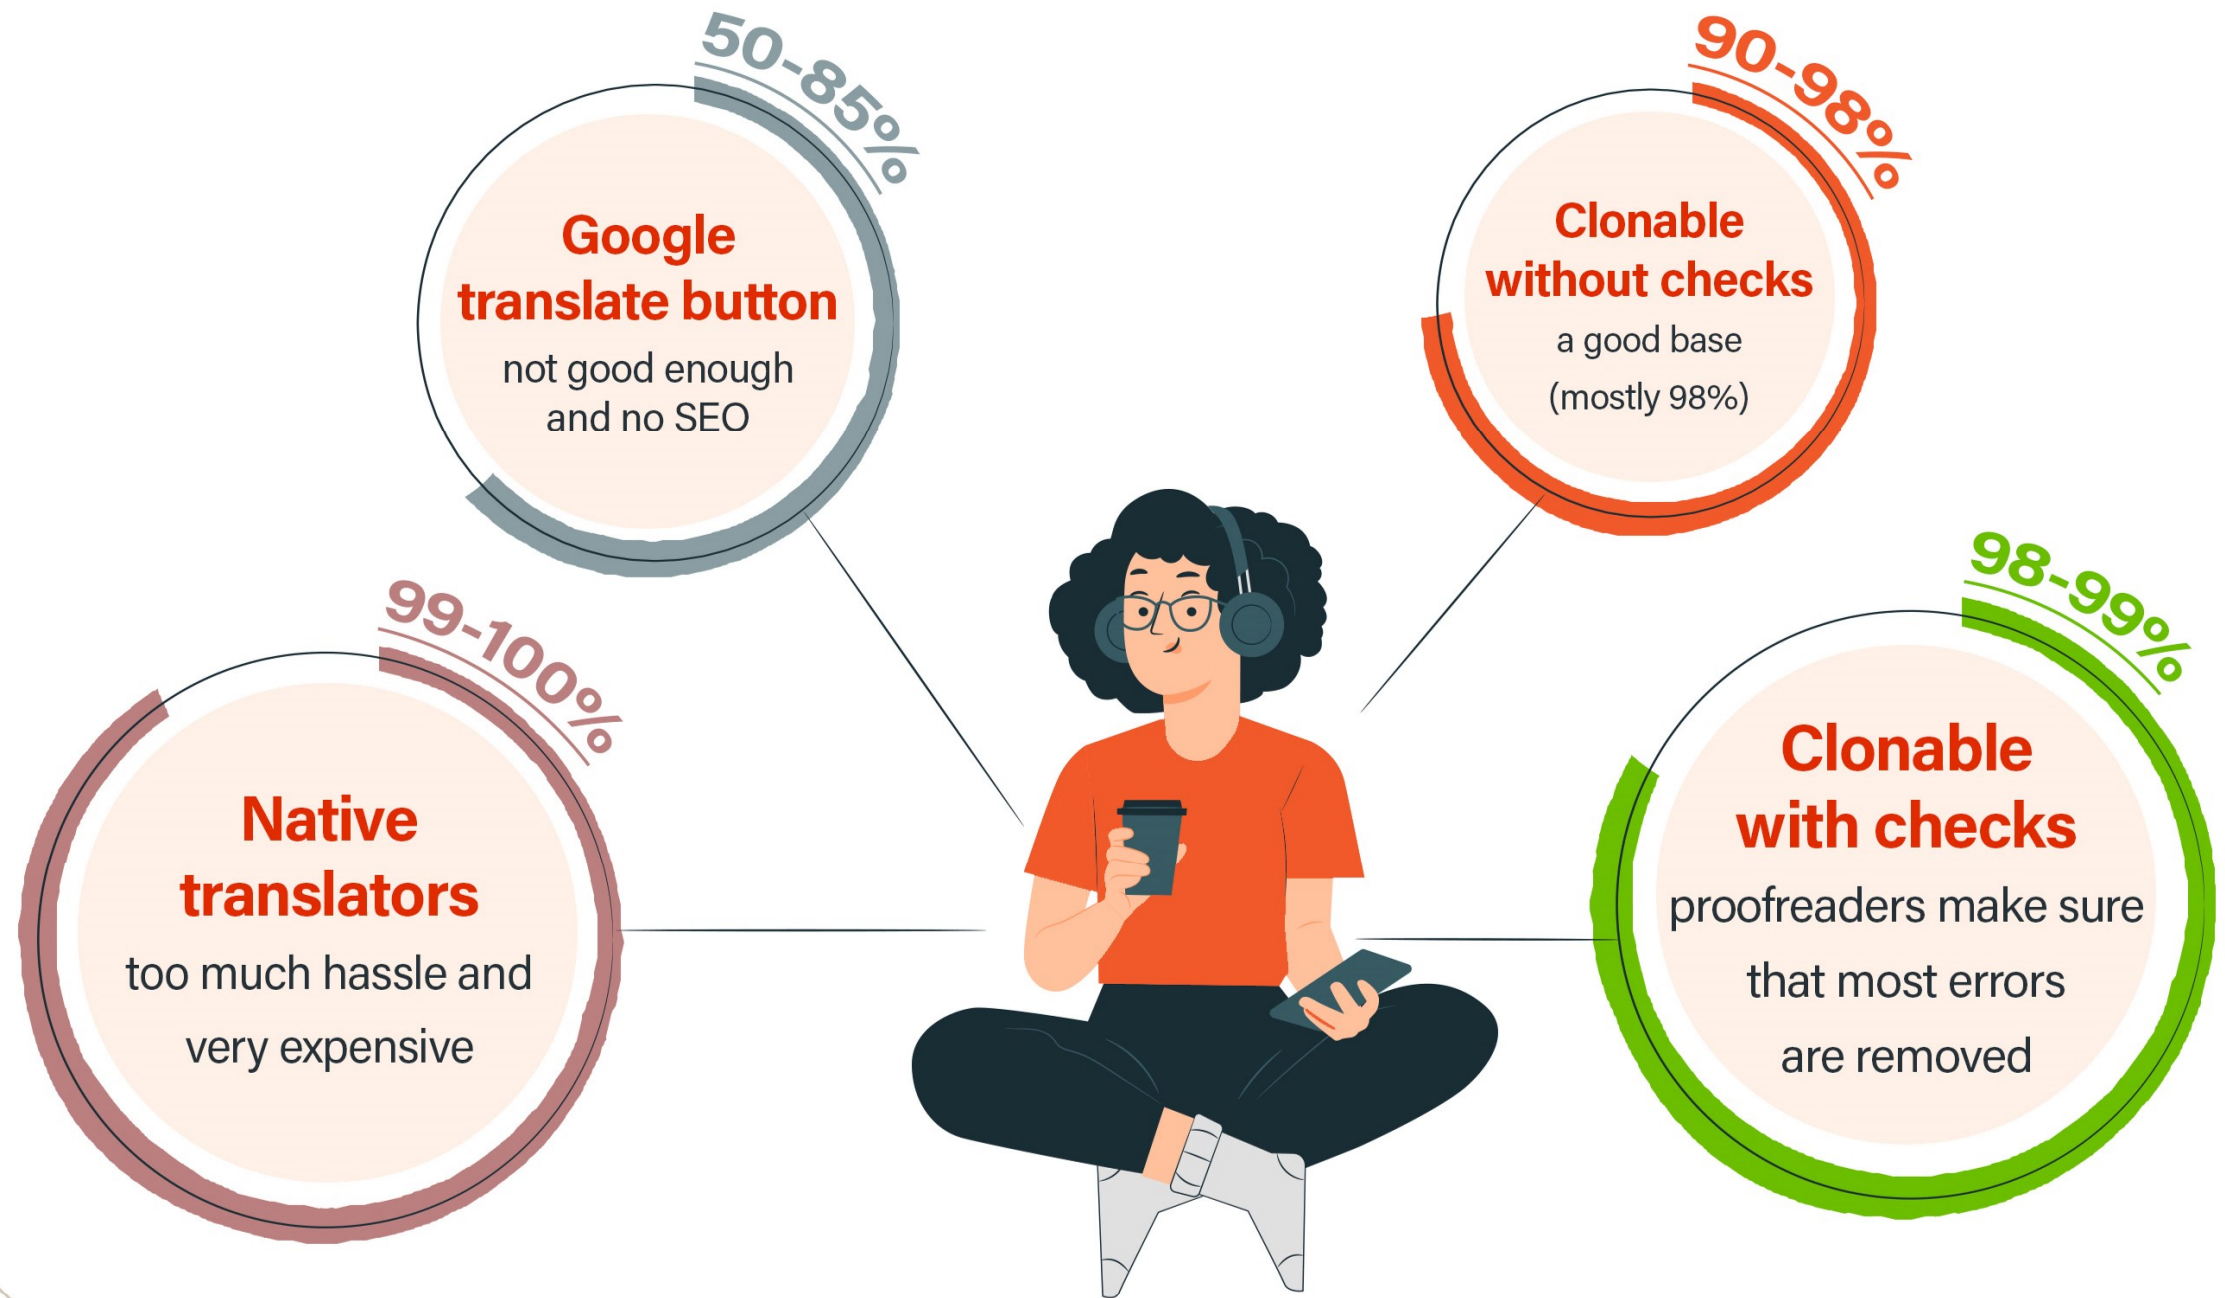 50-85%
Google
translate button
not good enough
and no SEO
90-98%
Clonable
without checks
a good base
(mostly 98%)
99-100%
Native
translators
too much hassle and
very expensive
98-99%
Clonable
with checks
proofreaders make sure
that most errors
are removed